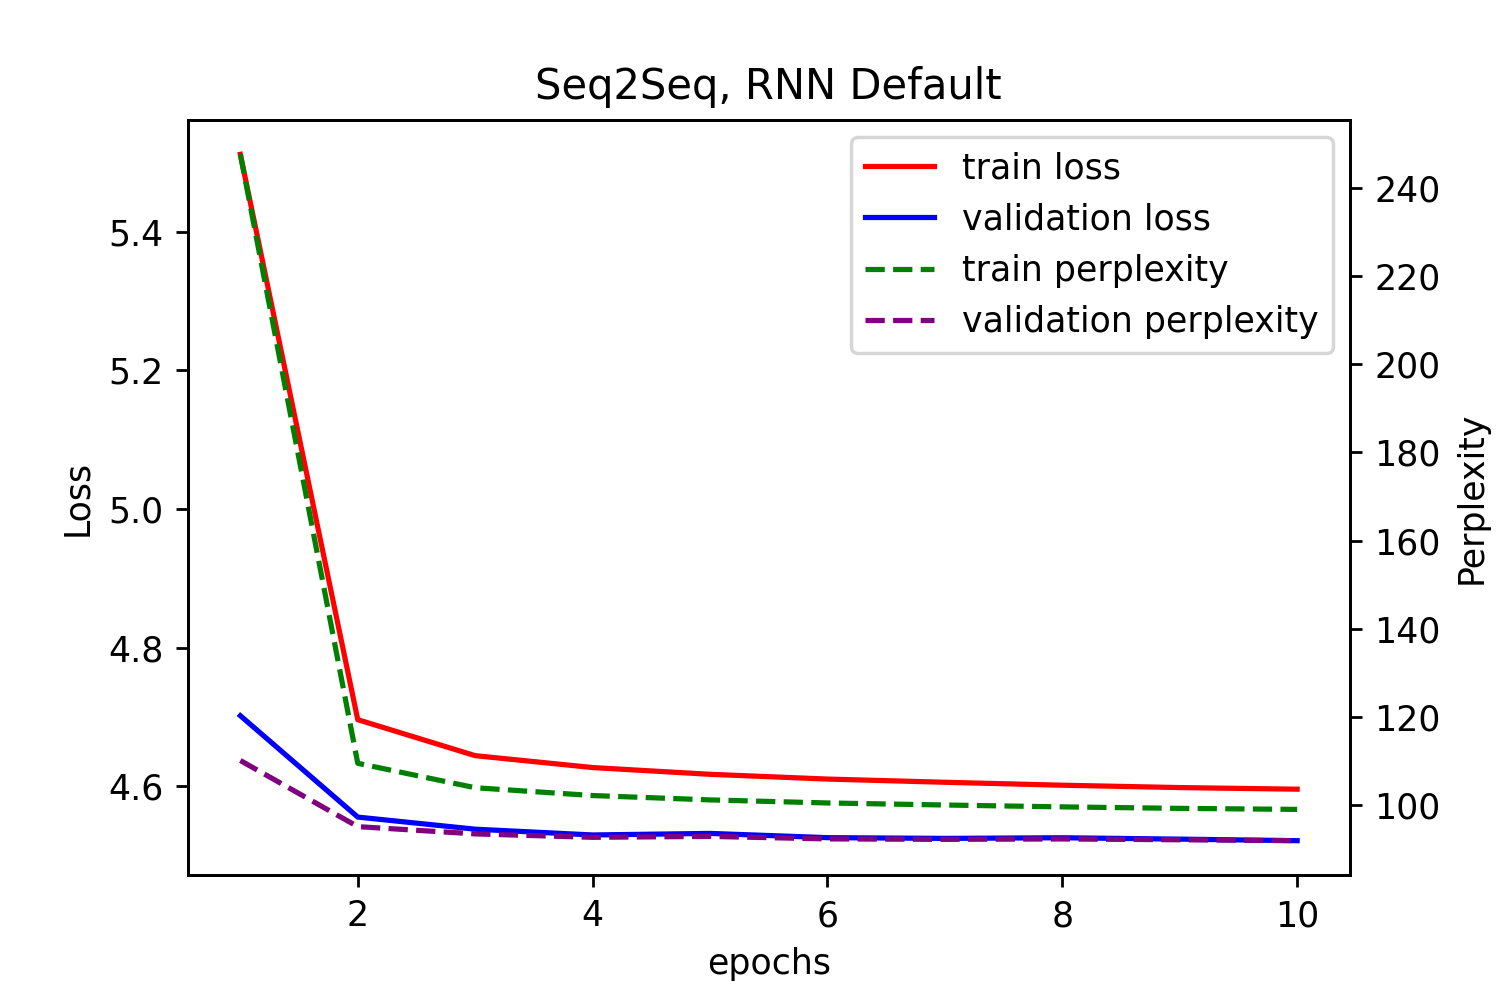 Seq2Seq, RNN Default
train loss
validation loss
train perplexity
validation perplexity
Loss
5.4
5.2
5.0
4.8
4.6
240
220
200
180
160
140
120
100
Perplexity
2 4 6 8 10
epochs